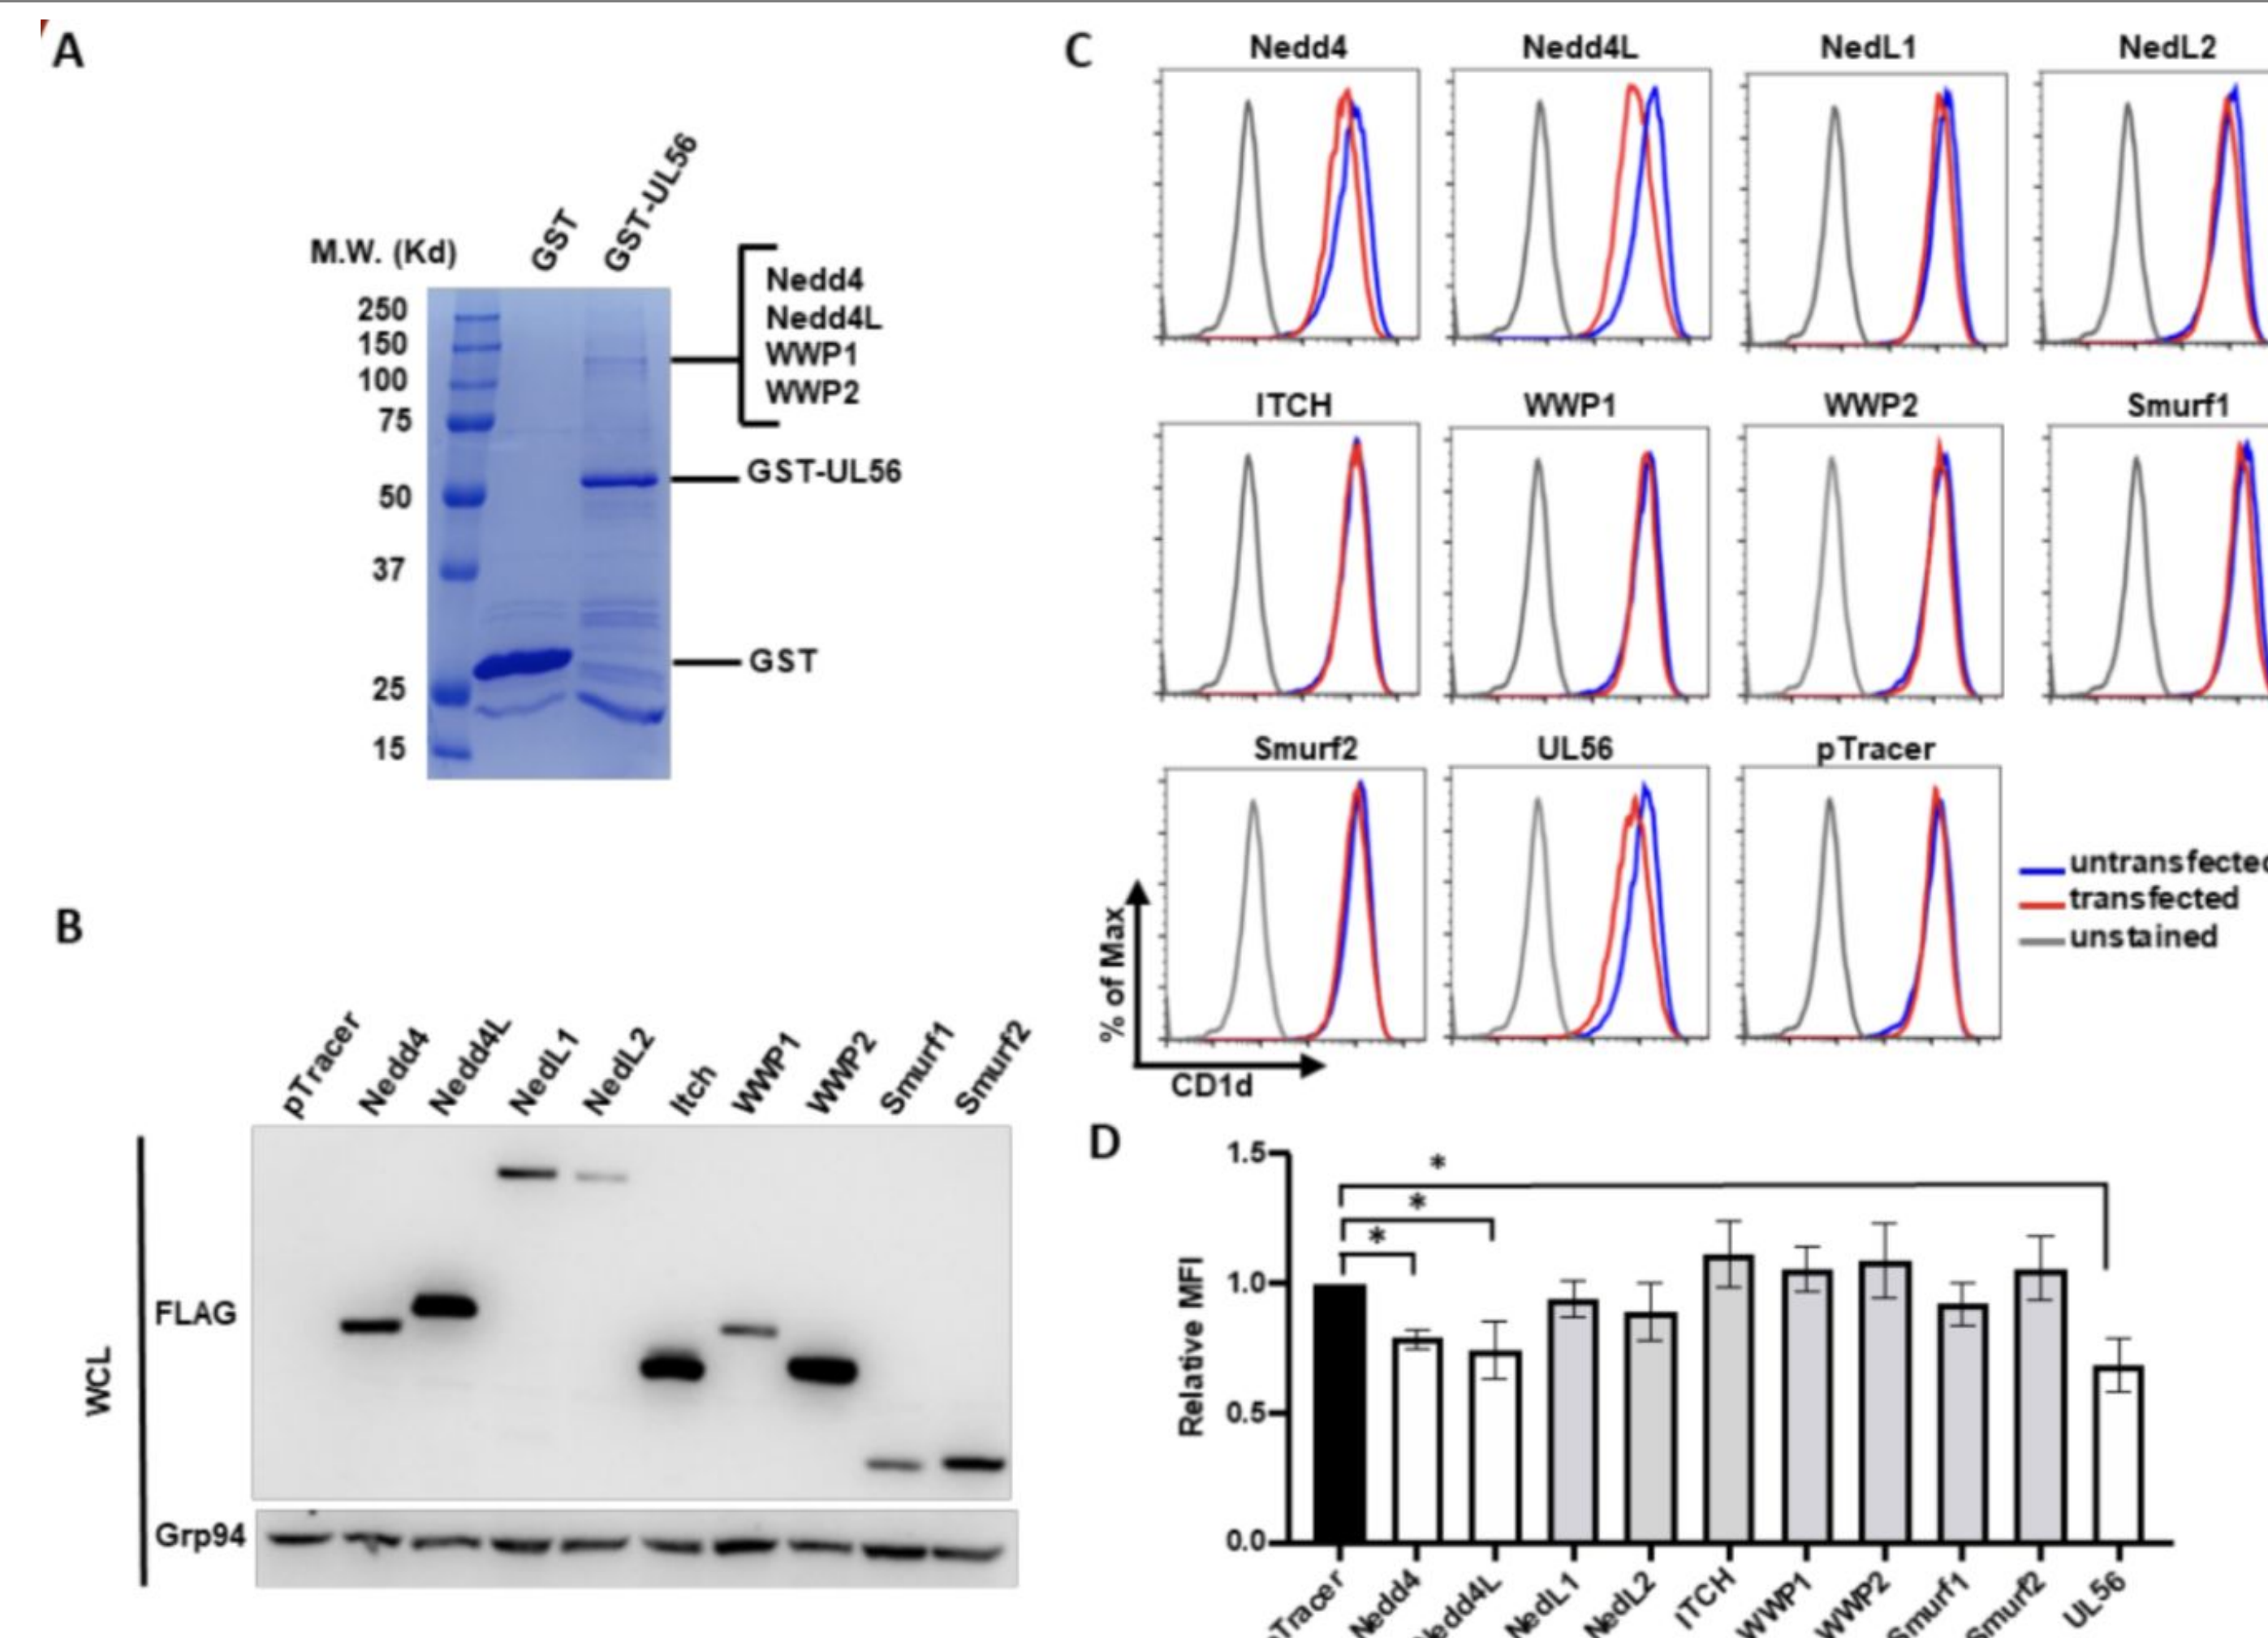 A
GST
GST-UL56
M.W. (Kd)
250
150
100
75
50
37
25
15
Nedd4
Nedd4L
WWP1
WWP2
GST-UL56
GST
B
pTracer
Nedd4
Nedd4L
NedL1
NedL2
Itch
WWP1
WWP2
Smurf1
Smurf2
WCL
FLAG
Grp94
C
Nedd4
Nedd4L
NedL1
NedL2
ITCH
WWP1
WWP2
Smurf1
Smurf2
UL56
pTracer
% of Max
CD1d
untransfected
transfected
unstained
D
Relative MFI
1.5
1.0
0.5
0.0
*
*
*
pTracer
Nedd4
Nedd4L
NedL1
NedL2
ITCH
WWP1
WWP2
Smurf1
Smurf2
UL56